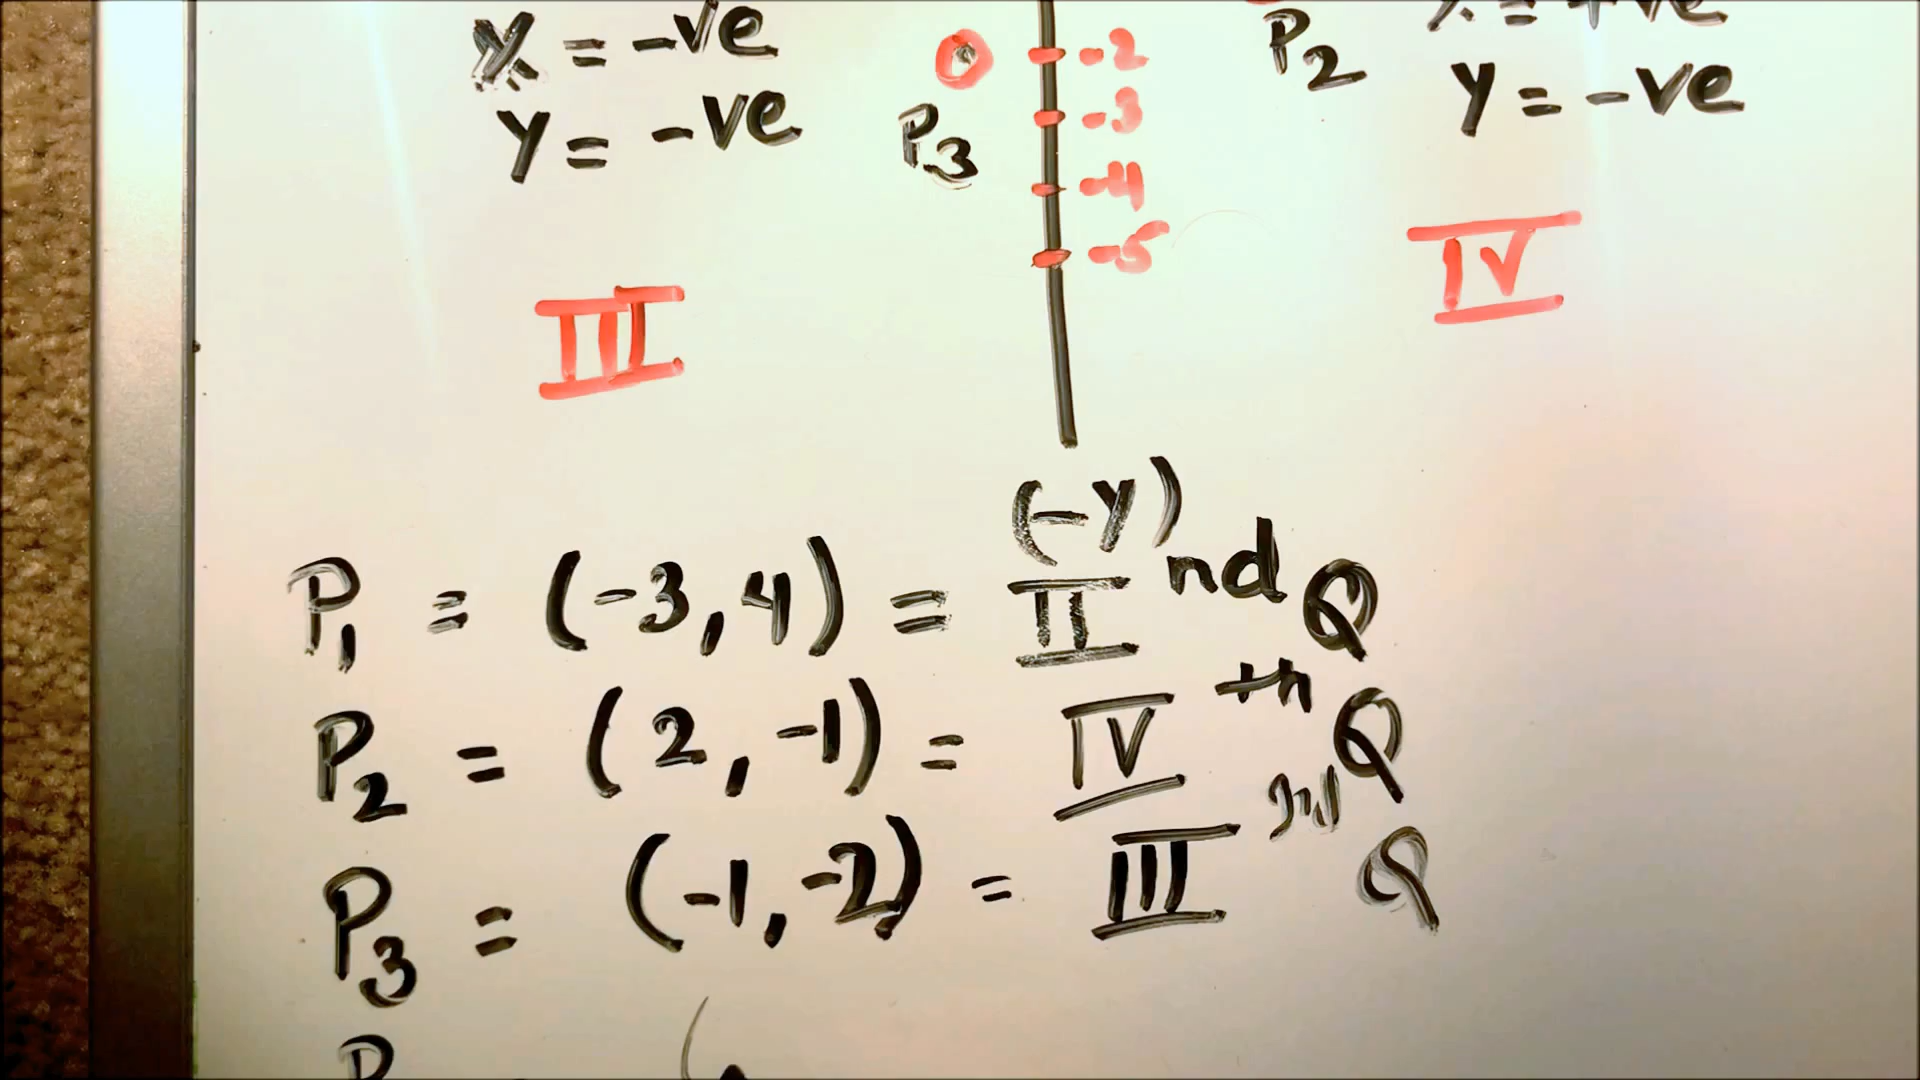 x = -ve
y = -ve
P3
-2
-3
-4
-5
P2
x = +ve
y = -ve
III
IV
(-y)
P1 = (-3, 4) = II nd Q
P2 = (2, -1) = IV th Q
P3 = (-1, -2) = III rd Q
P